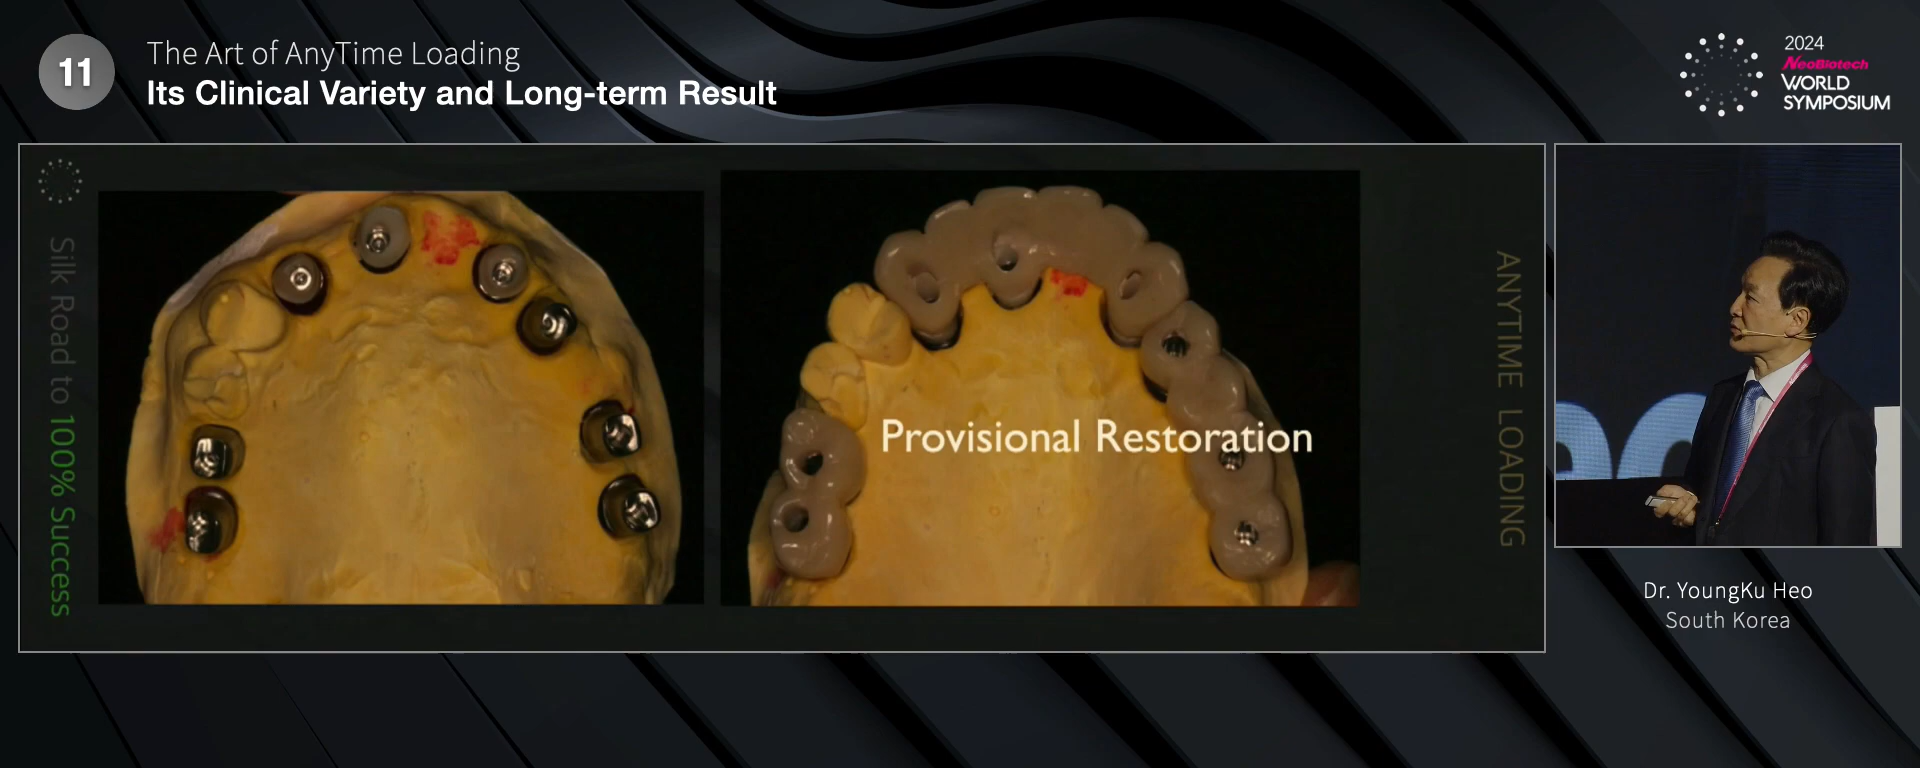 11
The Art of AnyTime Loading
Its Clinical Variety and Long-term Result
2024
NeoBiotech
WORLD
SYMPOSIUM
Silk Road to 100% Success
Provisional Restoration
ANYTIME LOADING
Dr. YoungKu Heo
South Korea